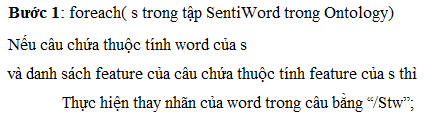 Bước 1: foreach( s trong tập SentiWord trong Ontology)
Nếu câu chứa thuộc tính word của s
và danh sách feature của câu chứa thuộc tính feature của s thì
Thực hiện thay nhãn của word trong câu bằng “/Stw”;